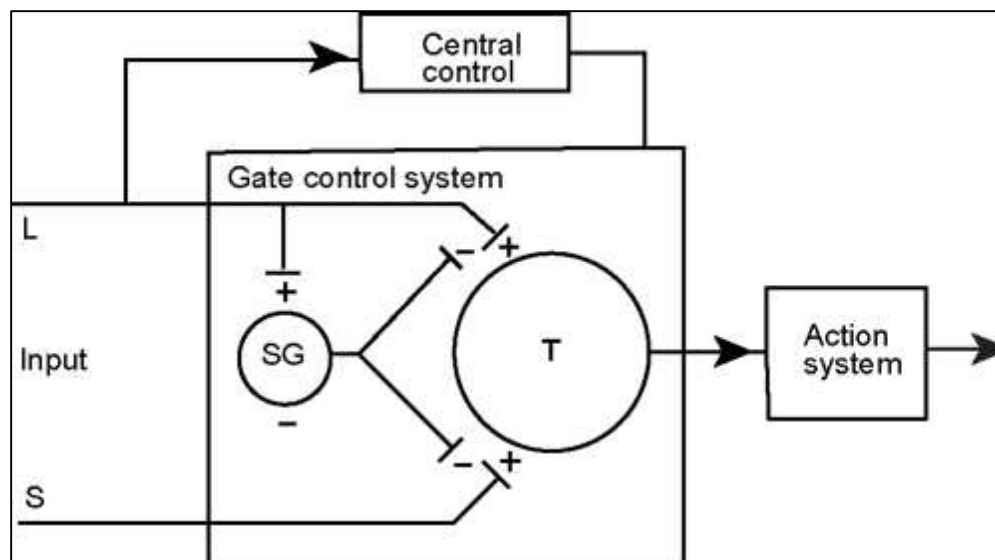 Central
control
Gate control system
L
+
SG
-
Input
S
- +
T
- +
Action
system